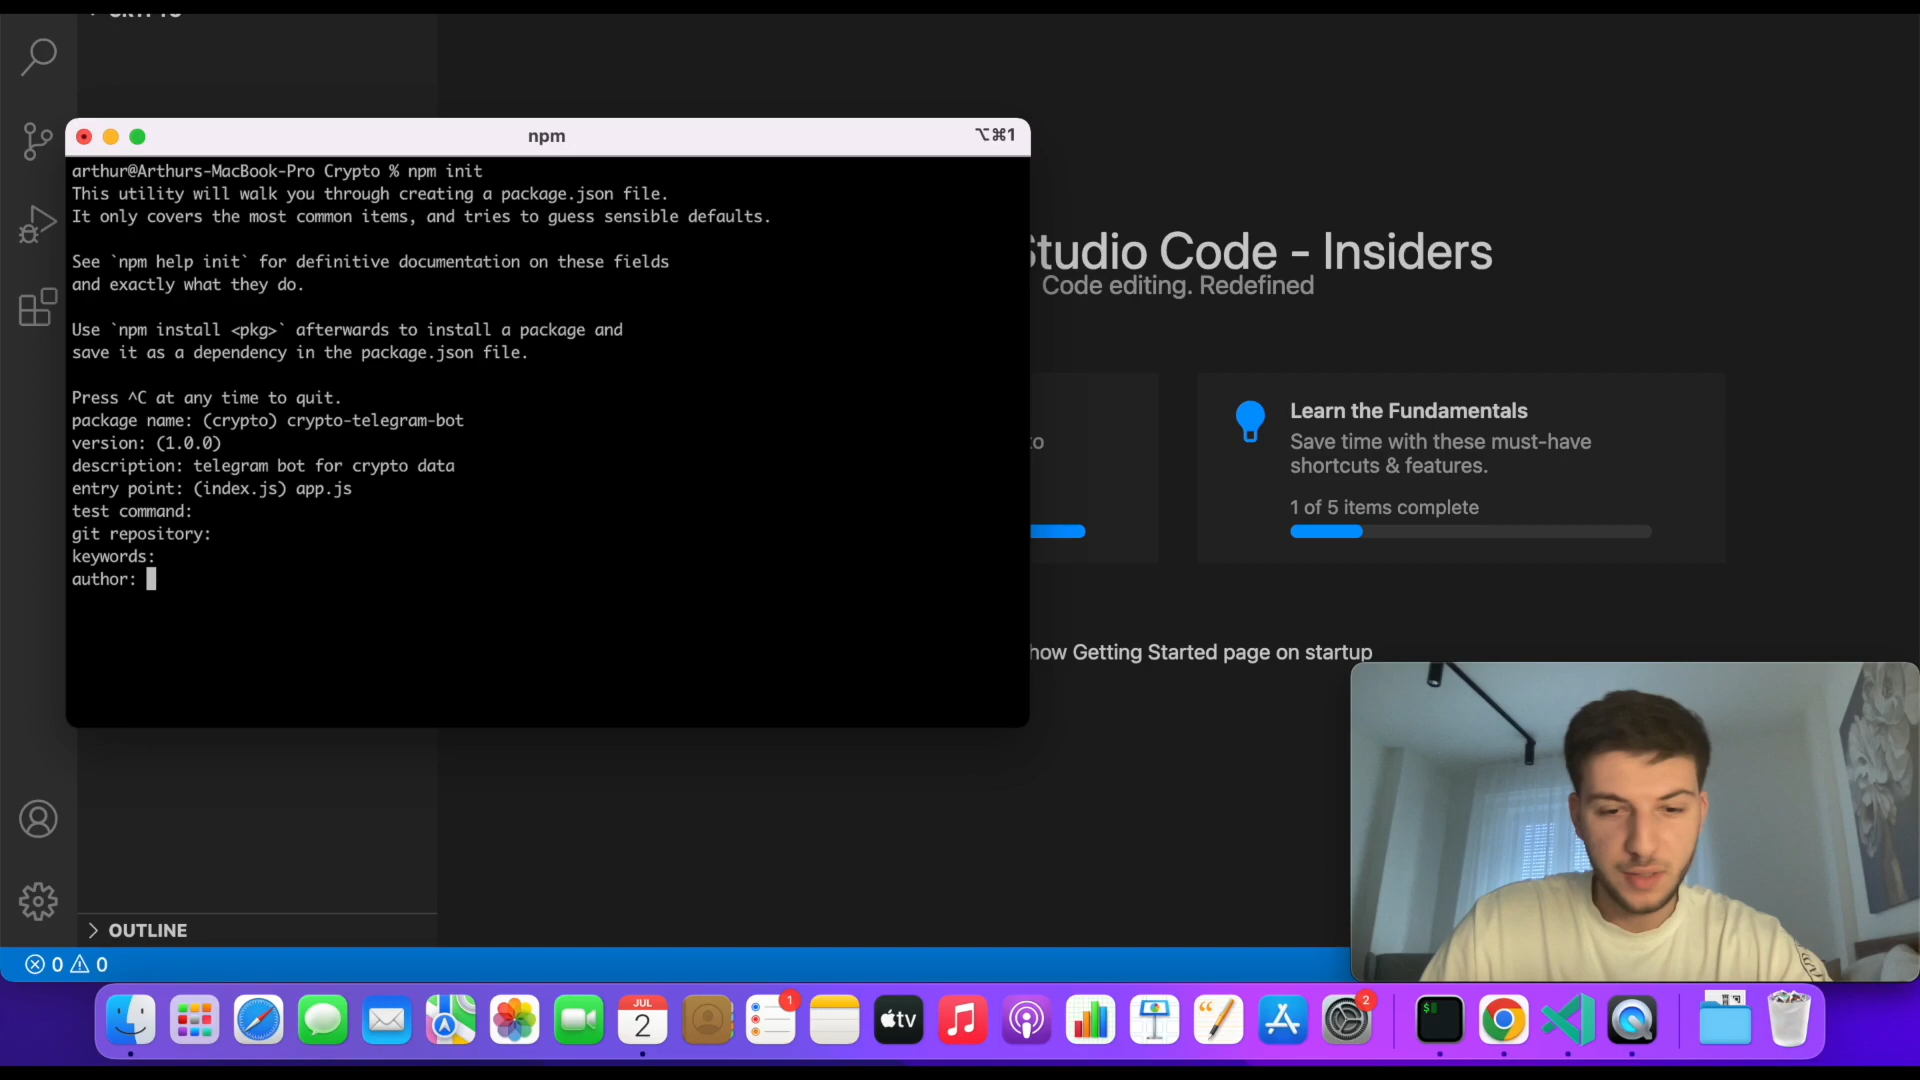 npm
⌥⌘1
arthur@Arthurs-MacBook-Pro Crypto % npm init
This utility will walk you through creating a package.json file.
It only covers the most common items, and tries to guess sensible defaults.
See `npm help init` for definitive documentation on these fields
and exactly what they do.
Use `npm install <pkg>` afterwards to install a package and
save it as a dependency in the package.json file.
Press ^C at any time to quit.
package name: (crypto) crypto-telegram-bot
version: (1.0.0)
description: telegram bot for crypto data
entry point: (index.js) app.js
test command:
git repository:
keywords:
author:
Studio Code - Insiders
Code editing. Redefined
to
Learn the Fundamentals
Save time with these must-have
shortcuts & features.
1 of 5 items complete
how Getting Started page on startup
OUTLINE
0 0
JUL
2
1
tv
2
$